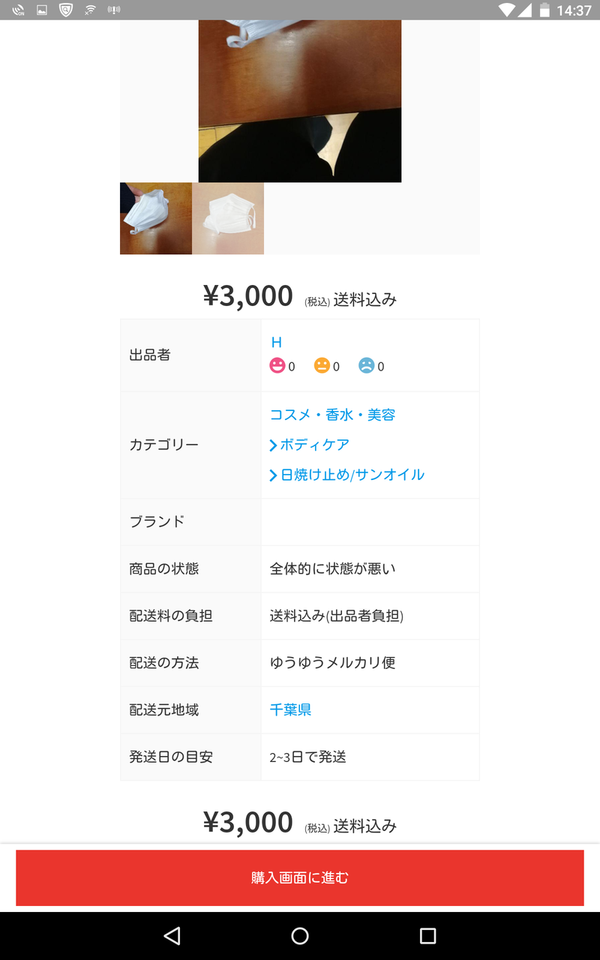 14:37
¥3,000 (税込) 送料込み
出品者
H
0 0 0
カテゴリー
コスメ・香水・美容
ボディケア
日焼け止め/サンオイル
ブランド
商品の状態
全体的に状態が悪い
配送料の負担
送料込み(出品者負担)
配送の方法
ゆうゆうメルカリ便
配送元地域
千葉県
発送日の目安
2~3日で発送
¥3,000 (税込) 送料込み
購入画面に進む